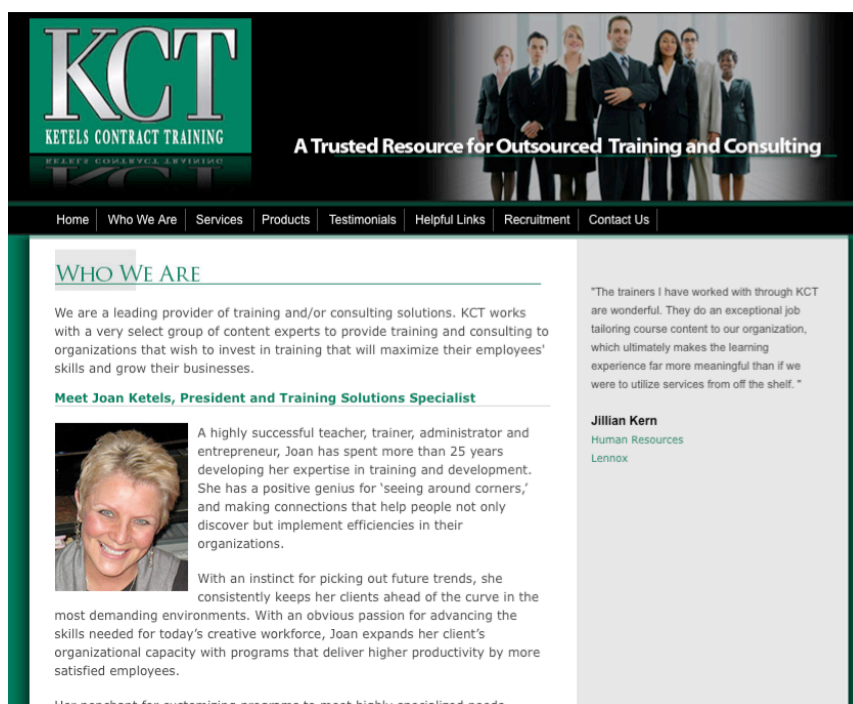 KCT
KETELS CONTRACT TRAINING
A Trusted Resource for Outsourced Training and Consulting
Home Who We Are Services Products Testimonials Helpful Links Recruitment Contact Us
WHO WE ARE
We are a leading provider of training and/or consulting solutions. KCT works
with a very select group of content experts to provide training and consulting to
organizations that wish to invest in training that will maximize their employees'
skills and grow their businesses.
Meet Joan Ketels, President and Training Solutions Specialist
A highly successful teacher, trainer, administrator and
entrepreneur, Joan has spent more than 25 years
developing her expertise in training and development.
She has a positive genius for ‘seeing around corners,’
and making connections that help people not only
discover but implement efficiencies in their
organizations.
With an instinct for picking out future trends, she
consistently keeps her clients ahead of the curve in the
most demanding environments. With an obvious passion for advancing the
skills needed for today’s creative workforce, Joan expands her client’s
organizational capacity with programs that deliver higher productivity by more
satisfied employees.
Her penchant for customizing programs to meet highly specialized needs
"The trainers I have worked with through KCT
are wonderful. They do an exceptional job
tailoring course content to our organization,
which ultimately makes the learning
experience far more meaningful than if we
were to utilize services from off the shelf. "
Jillian Kern
Human Resources
Lennox